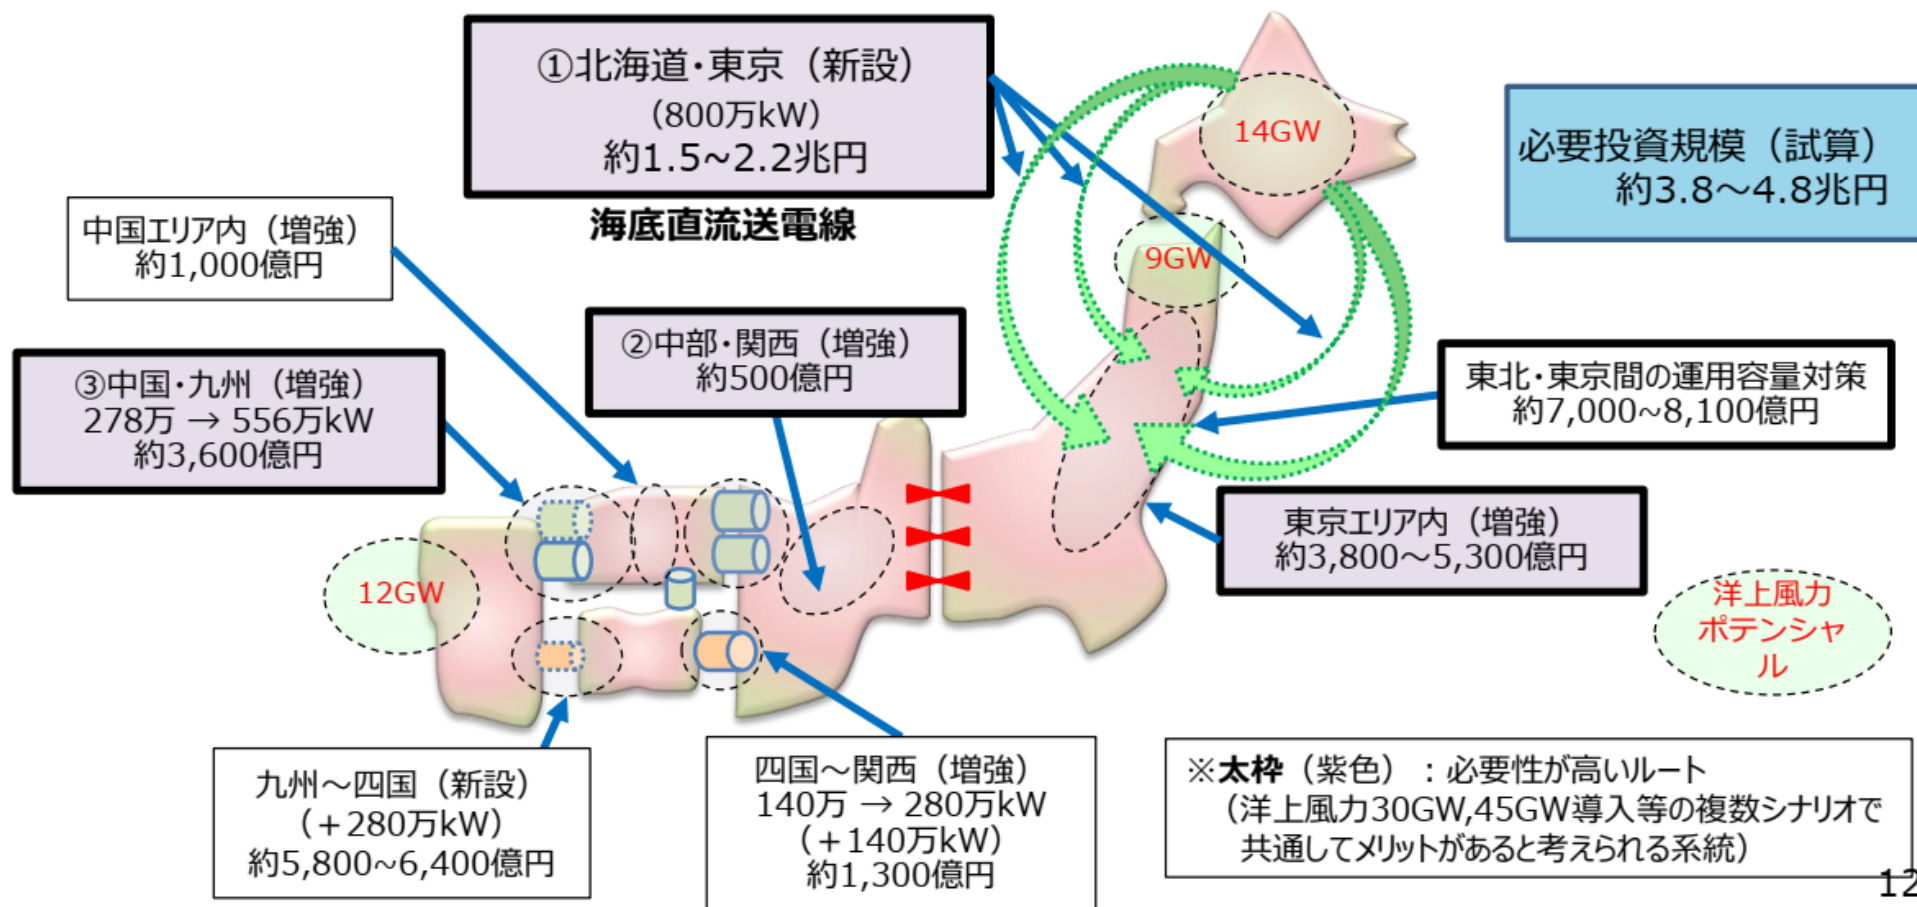 ①北海道・東京（新設）
（800万kW）
約1.5~2.2兆円
海底直流送電線
14GW
必要投資規模（試算）
約3.8～4.8兆円
中国エリア内（増強）
約1,000億円
9GW
②中部・関西（増強）
約500億円
③中国・九州（増強）
278万 → 556万kW
約3,600億円
東北・東京間の運用容量対策
約7,000~8,100億円
東京エリア内（増強）
約3,800～5,300億円
12GW
洋上風力
ポテンシャ
ル
九州～四国（新設）
（＋280万kW）
約5,800~6,400億円
四国～関西（増強）
140万 → 280万kW
（＋140万kW）
約1,300億円
※太枠（紫色）：必要性が高いルート
（洋上風力30GW,45GW導入等の複数シナリオで
共通してメリットがあると考えられる系統）
12